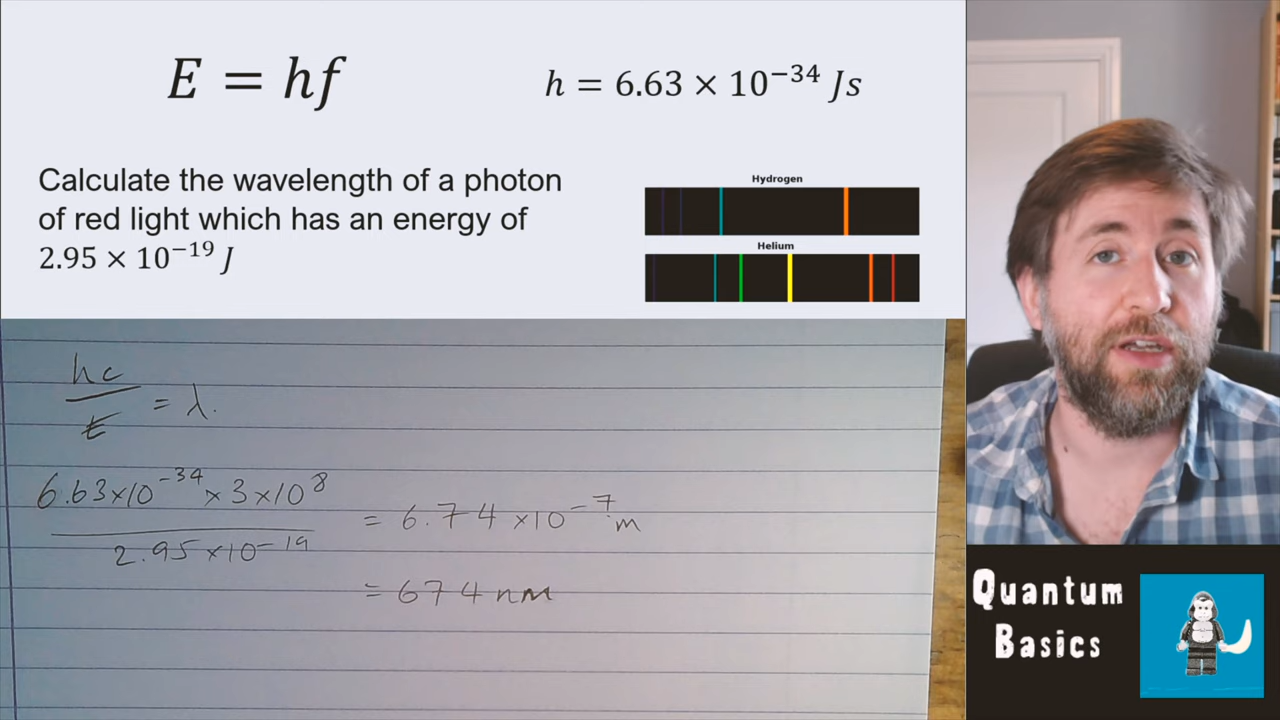 E = hf
h = 6.63 × 10⁻³⁴ Js
Calculate the wavelength of a photon
of red light which has an energy of
2.95 × 10⁻¹⁹ J
Hydrogen
Helium
hc/E = λ.
6.63×10⁻³⁴ × 3×10⁸
2.95×10⁻¹⁹
= 6.74 ×10⁻⁷ m
= 674 nm
Quantum
Basics